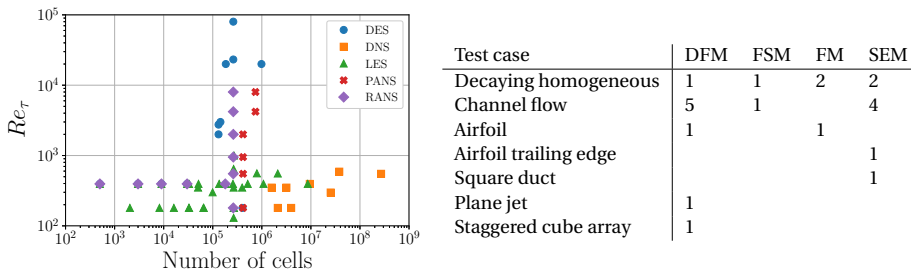 10^5
10^4
10^3
10^2
Re_τ
DES
DNS
LES
PANS
RANS
10^2 10^3 10^4 10^5 10^6 10^7 10^8 10^9
Number of cells
Test case DFM FSM FM SEM
Decaying homogeneous 1 1 2 2
Channel flow 5 1 4
Airfoil 1 1
Airfoil trailing edge 1
Square duct 1
Plane jet 1
Staggered cube array 1